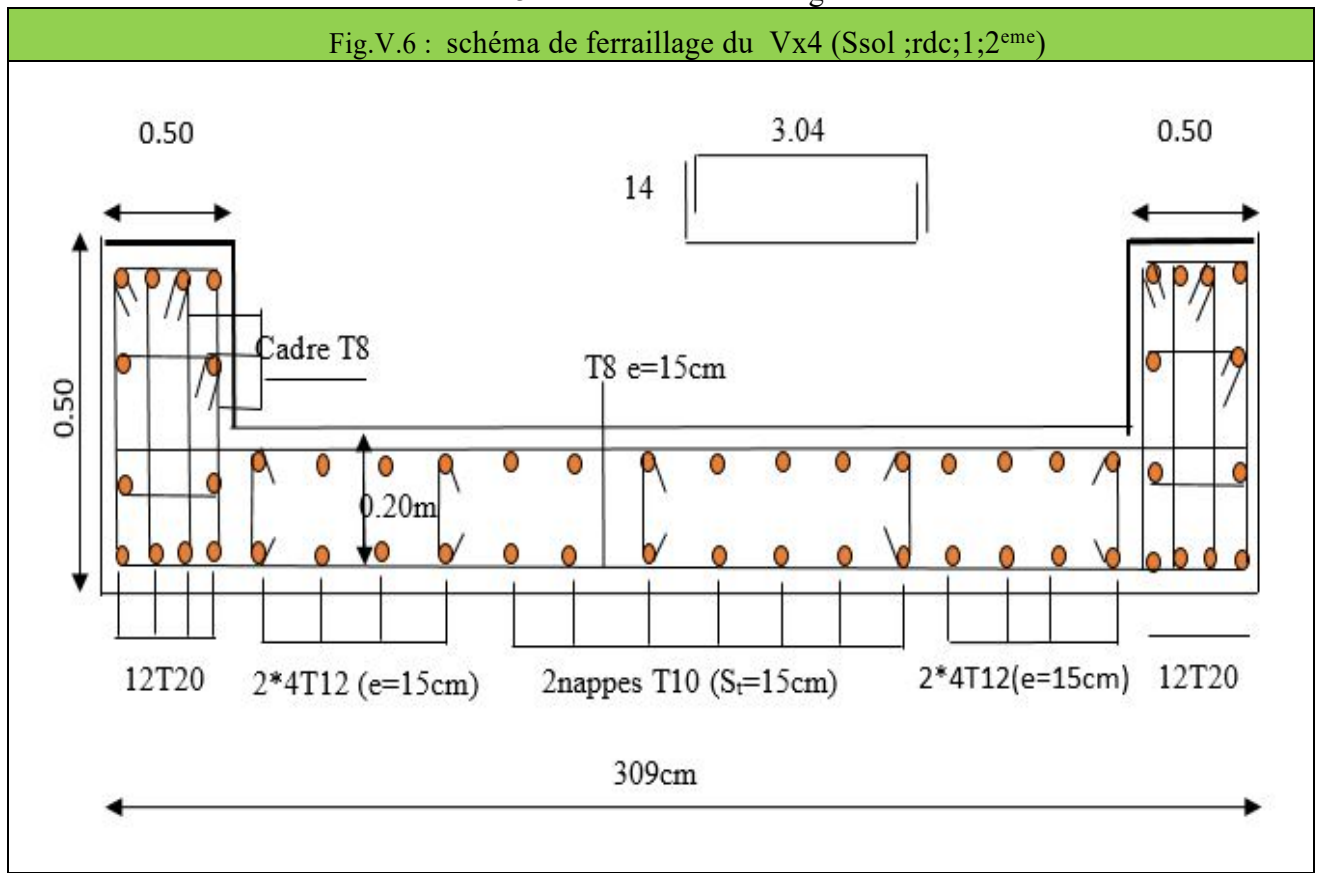 Fig.V.6 : schéma de ferraillage du Vx4 (Ssol ;rdc;1;2eme)
0.50
3.04
0.50
14
Cadre T8
T8 e=15cm
0.50
0.20m
12T20
2*4T12 (e=15cm)
2nappes T10 (St=15cm)
2*4T12(e=15cm)
12T20
309cm